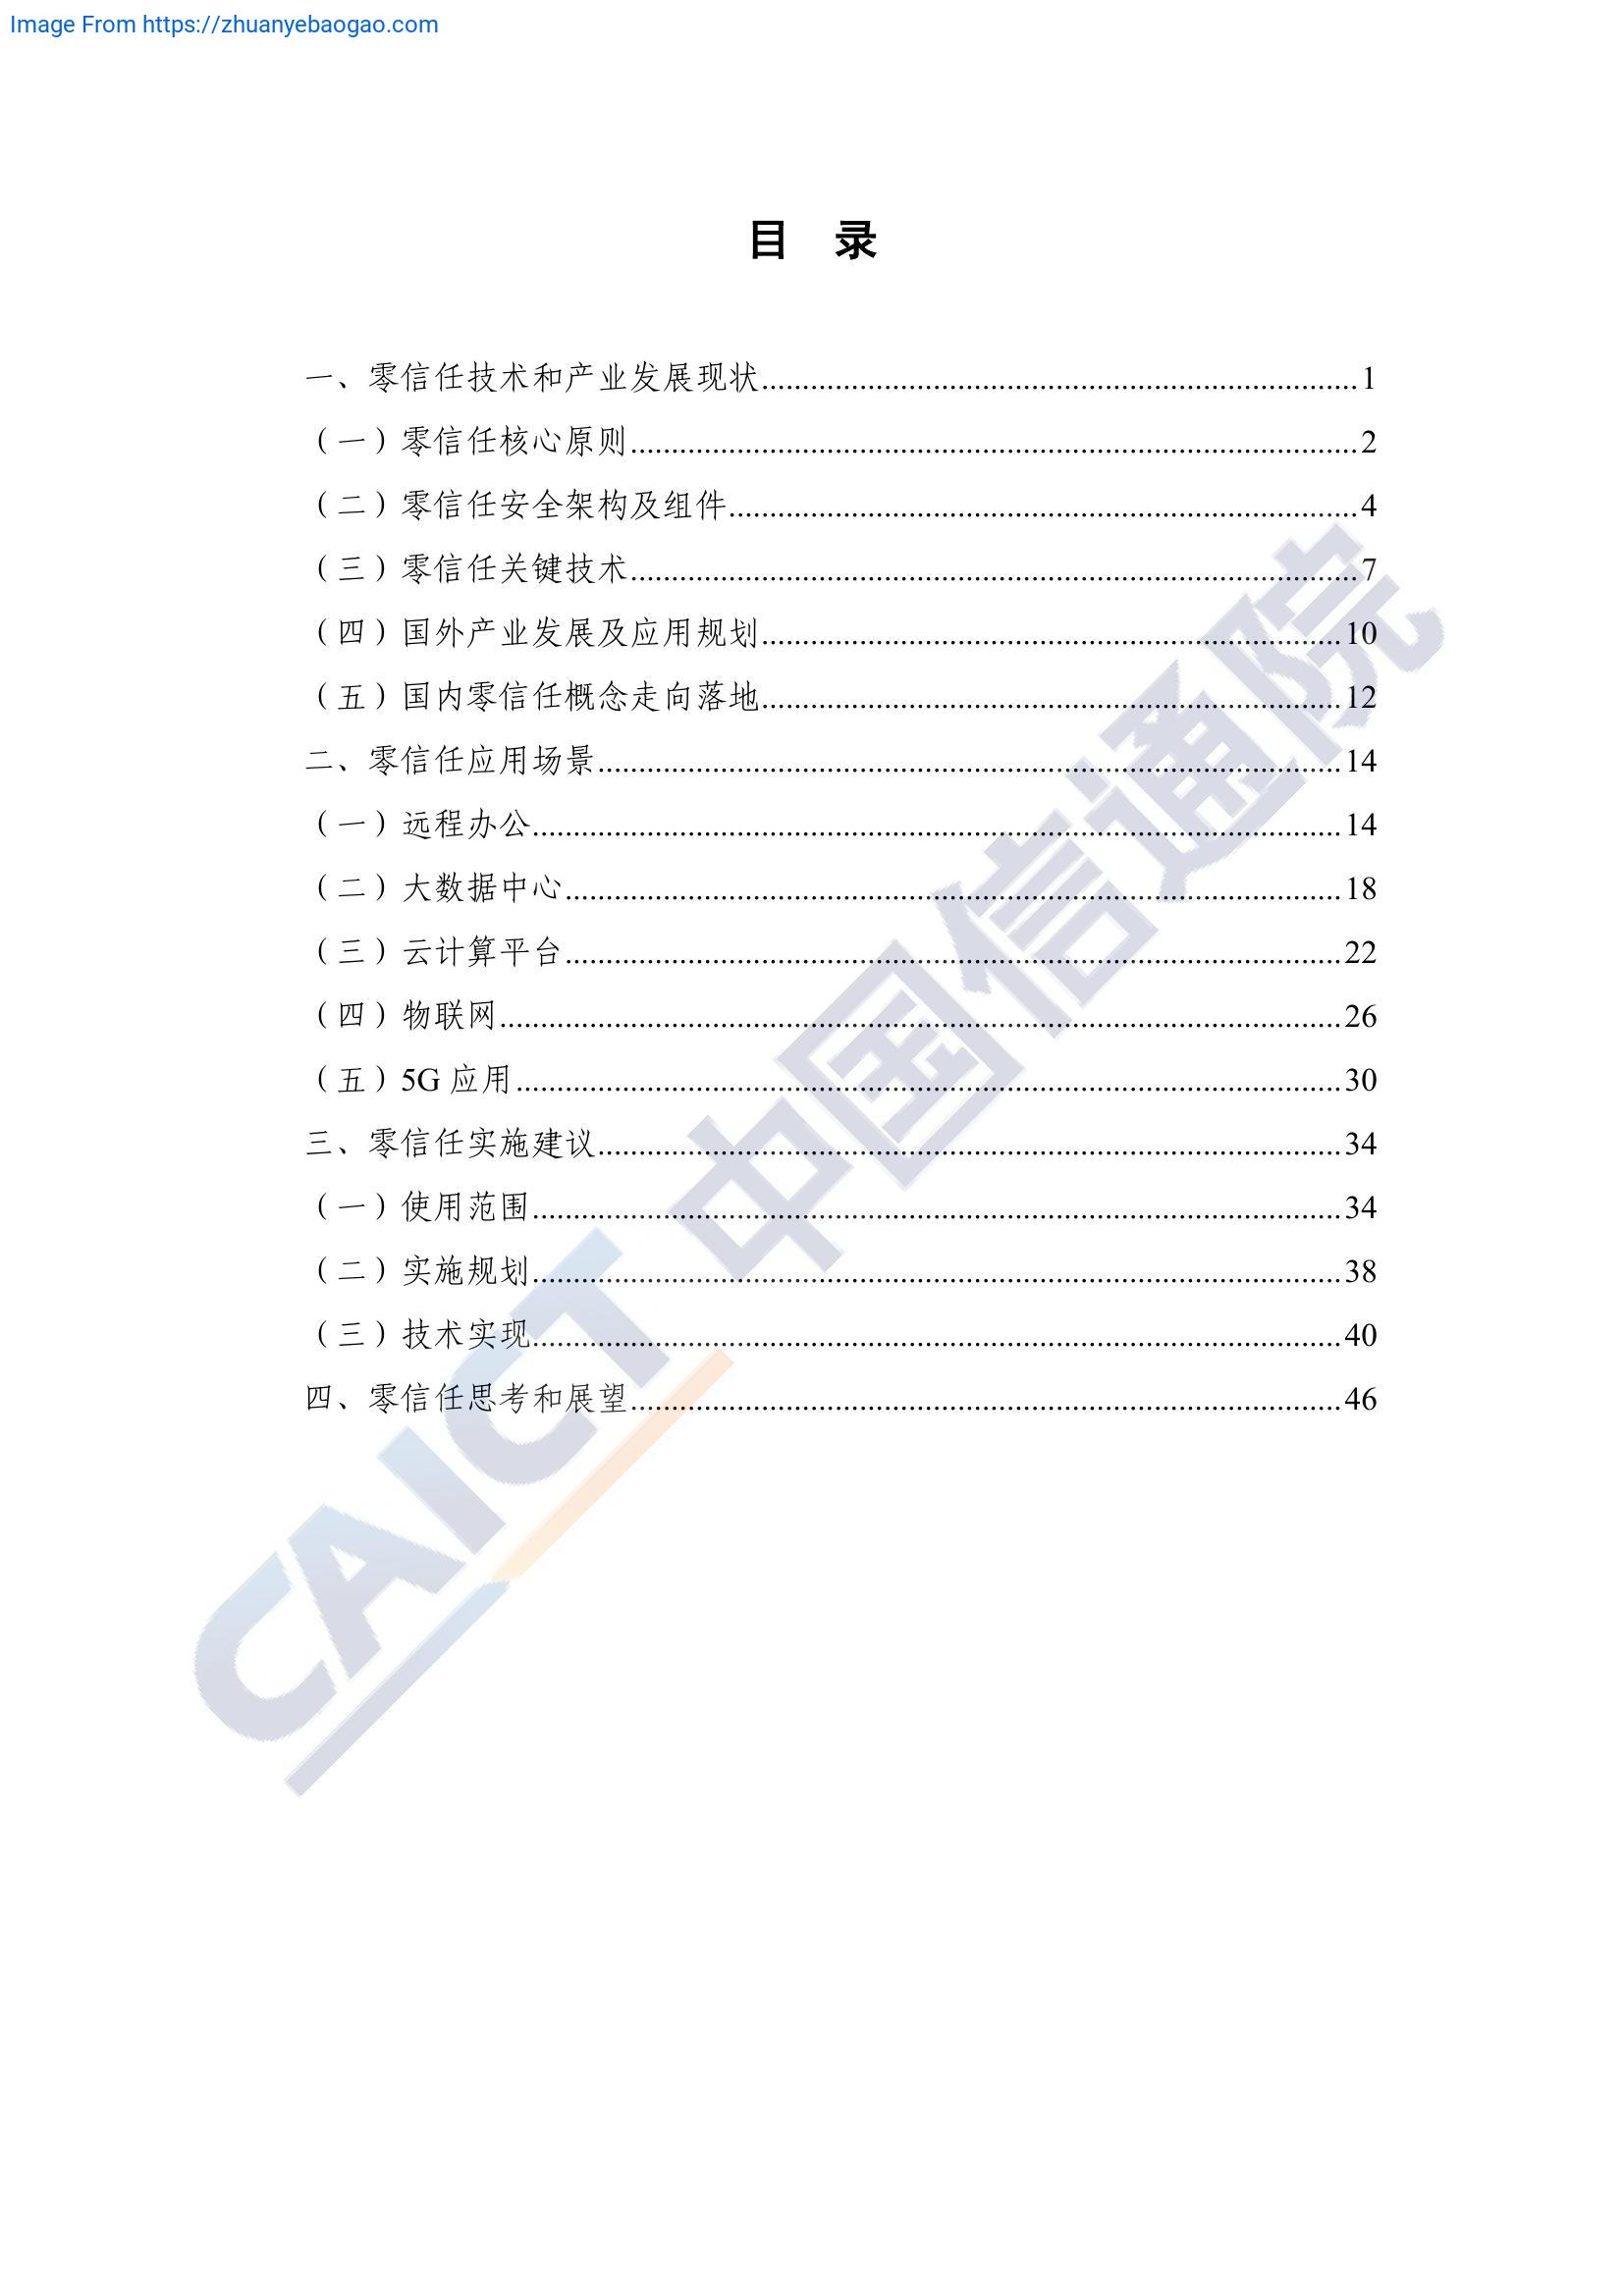 Image From https://zhuanyebaogao.com
目 录
一、零信任技术和产业发展现状........................................1
（一）零信任核心原则........................................2
（二）零信任安全架构及组件........................................4
（三）零信任关键技术........................................7
（四）国外产业发展及应用规划........................................10
（五）国内零信任概念走向落地........................................12
二、零信任应用场景........................................14
（一）远程办公........................................14
（二）大数据中心........................................18
（三）云计算平台........................................22
（四）物联网........................................26
（五）5G 应用........................................30
三、零信任实施建议........................................34
（一）使用范围........................................34
（二）实施规划........................................38
（三）技术实现........................................40
四、零信任思考和展望........................................46
CAICT 中国信通院